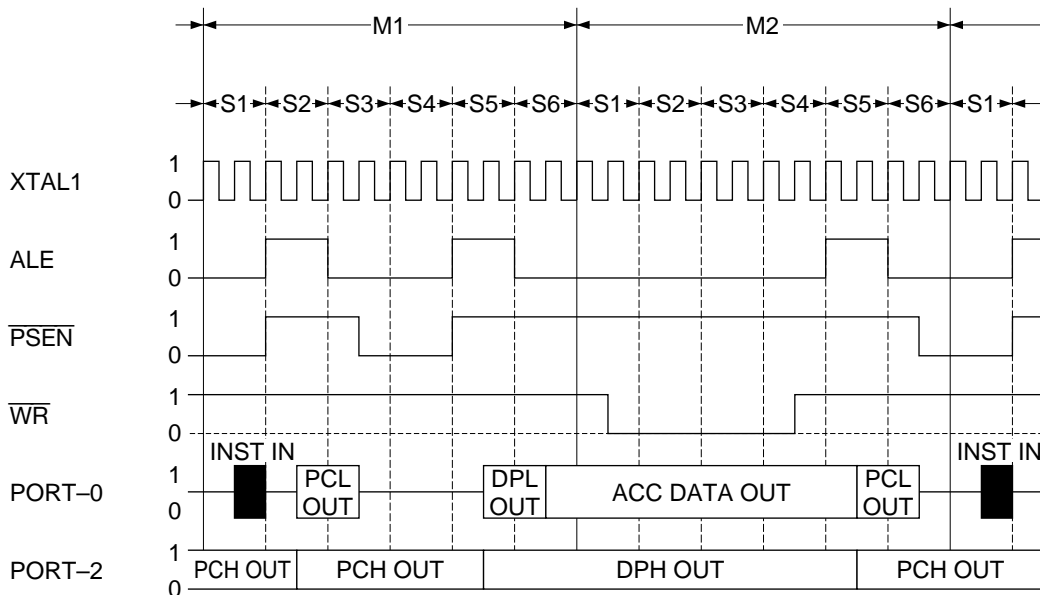 M1 M2
S1 S2 S3 S4 S5 S6 S1 S2 S3 S4 S5 S6 S1
XTAL1 1 0
ALE 1 0
PSEN 1 0
WR 1 0
INST IN INST IN
PORT–0 1 0 PCL OUT DPL OUT ACC DATA OUT PCL OUT
PORT–2 1 0 PCH OUT PCH OUT DPH OUT PCH OUT